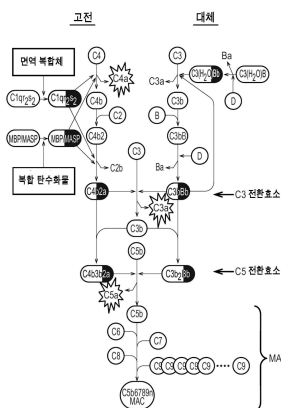 고전
대체
면역 복합체
C4
C3
Ba
C4a
C3a
C3(H₂O)Bb
C3(H₂O)B
C1qr₂s₂
C1qr₂s₂
C4b
C3b
D
C2
B
MBP/MASP
MBP/MASP
C4b2
C3bB
C3
D
C2b
Ba
복합 탄수화물
C4b2a
C3bBb
C3 전환효소
C3a
C3b
C5b
C4b3b2a
C3b₂Bb
C5 전환효소
C5a
C5b
C6
C7
MA
C8
C9 C9 C9 C9 ···· C9
C5b6789n
MAC